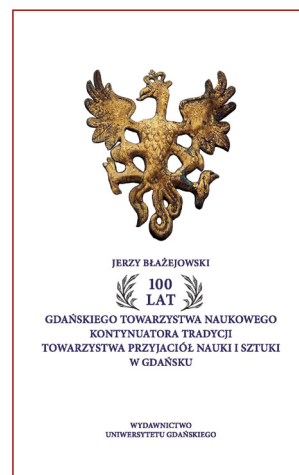 JERZY BŁAŻEJOWSKI
100
LAT
GDAŃSKIEGO TOWARZYSTWA NAUKOWEGO
KONTYNUATORA TRADYCJI
TOWARZYSTWA PRZYJACIÓŁ NAUKI I SZTUKI
W GDAŃSKU
WYDAWNICTWO
UNIWERSYTETU GDAŃSKIEGO